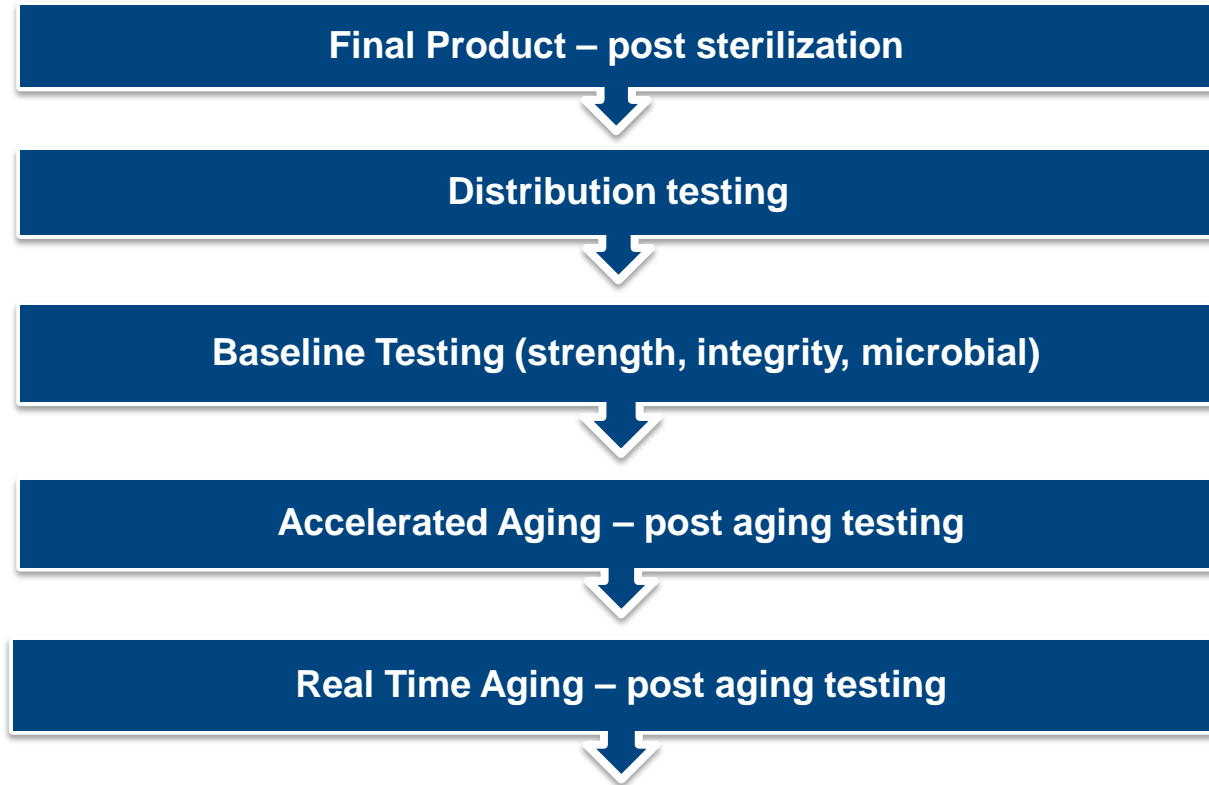 Final Product – post sterilization
Distribution testing
Baseline Testing (strength, integrity, microbial)
Accelerated Aging – post aging testing
Real Time Aging – post aging testing